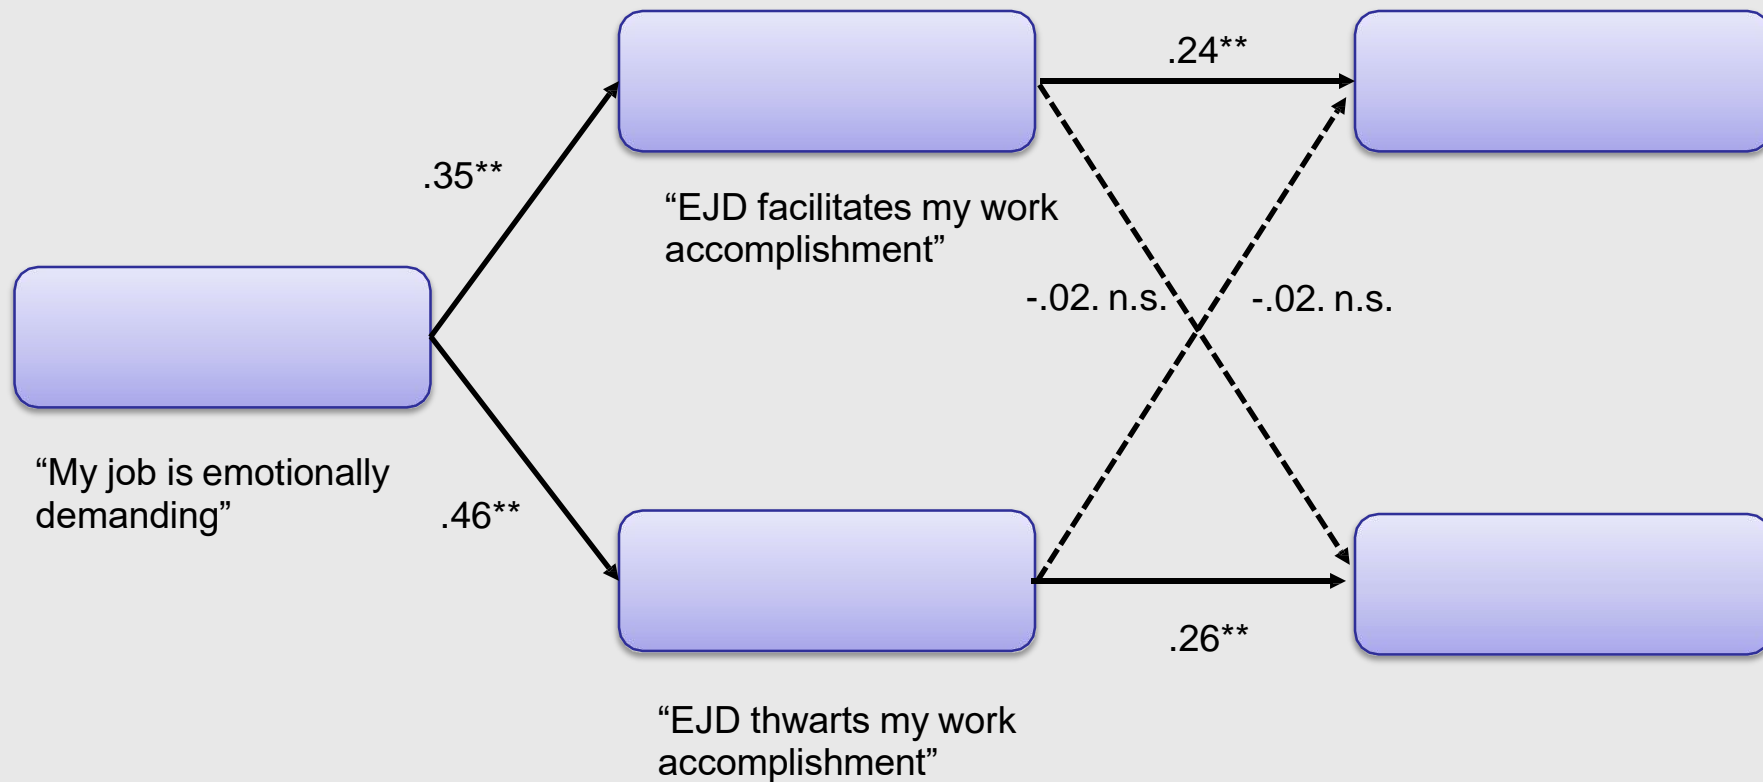 .24**
.35**
“EJD facilitates my work
accomplishment”
-.02. n.s.
-.02. n.s.
“My job is emotionally
demanding”
.46**
.26**
“EJD thwarts my work
accomplishment”